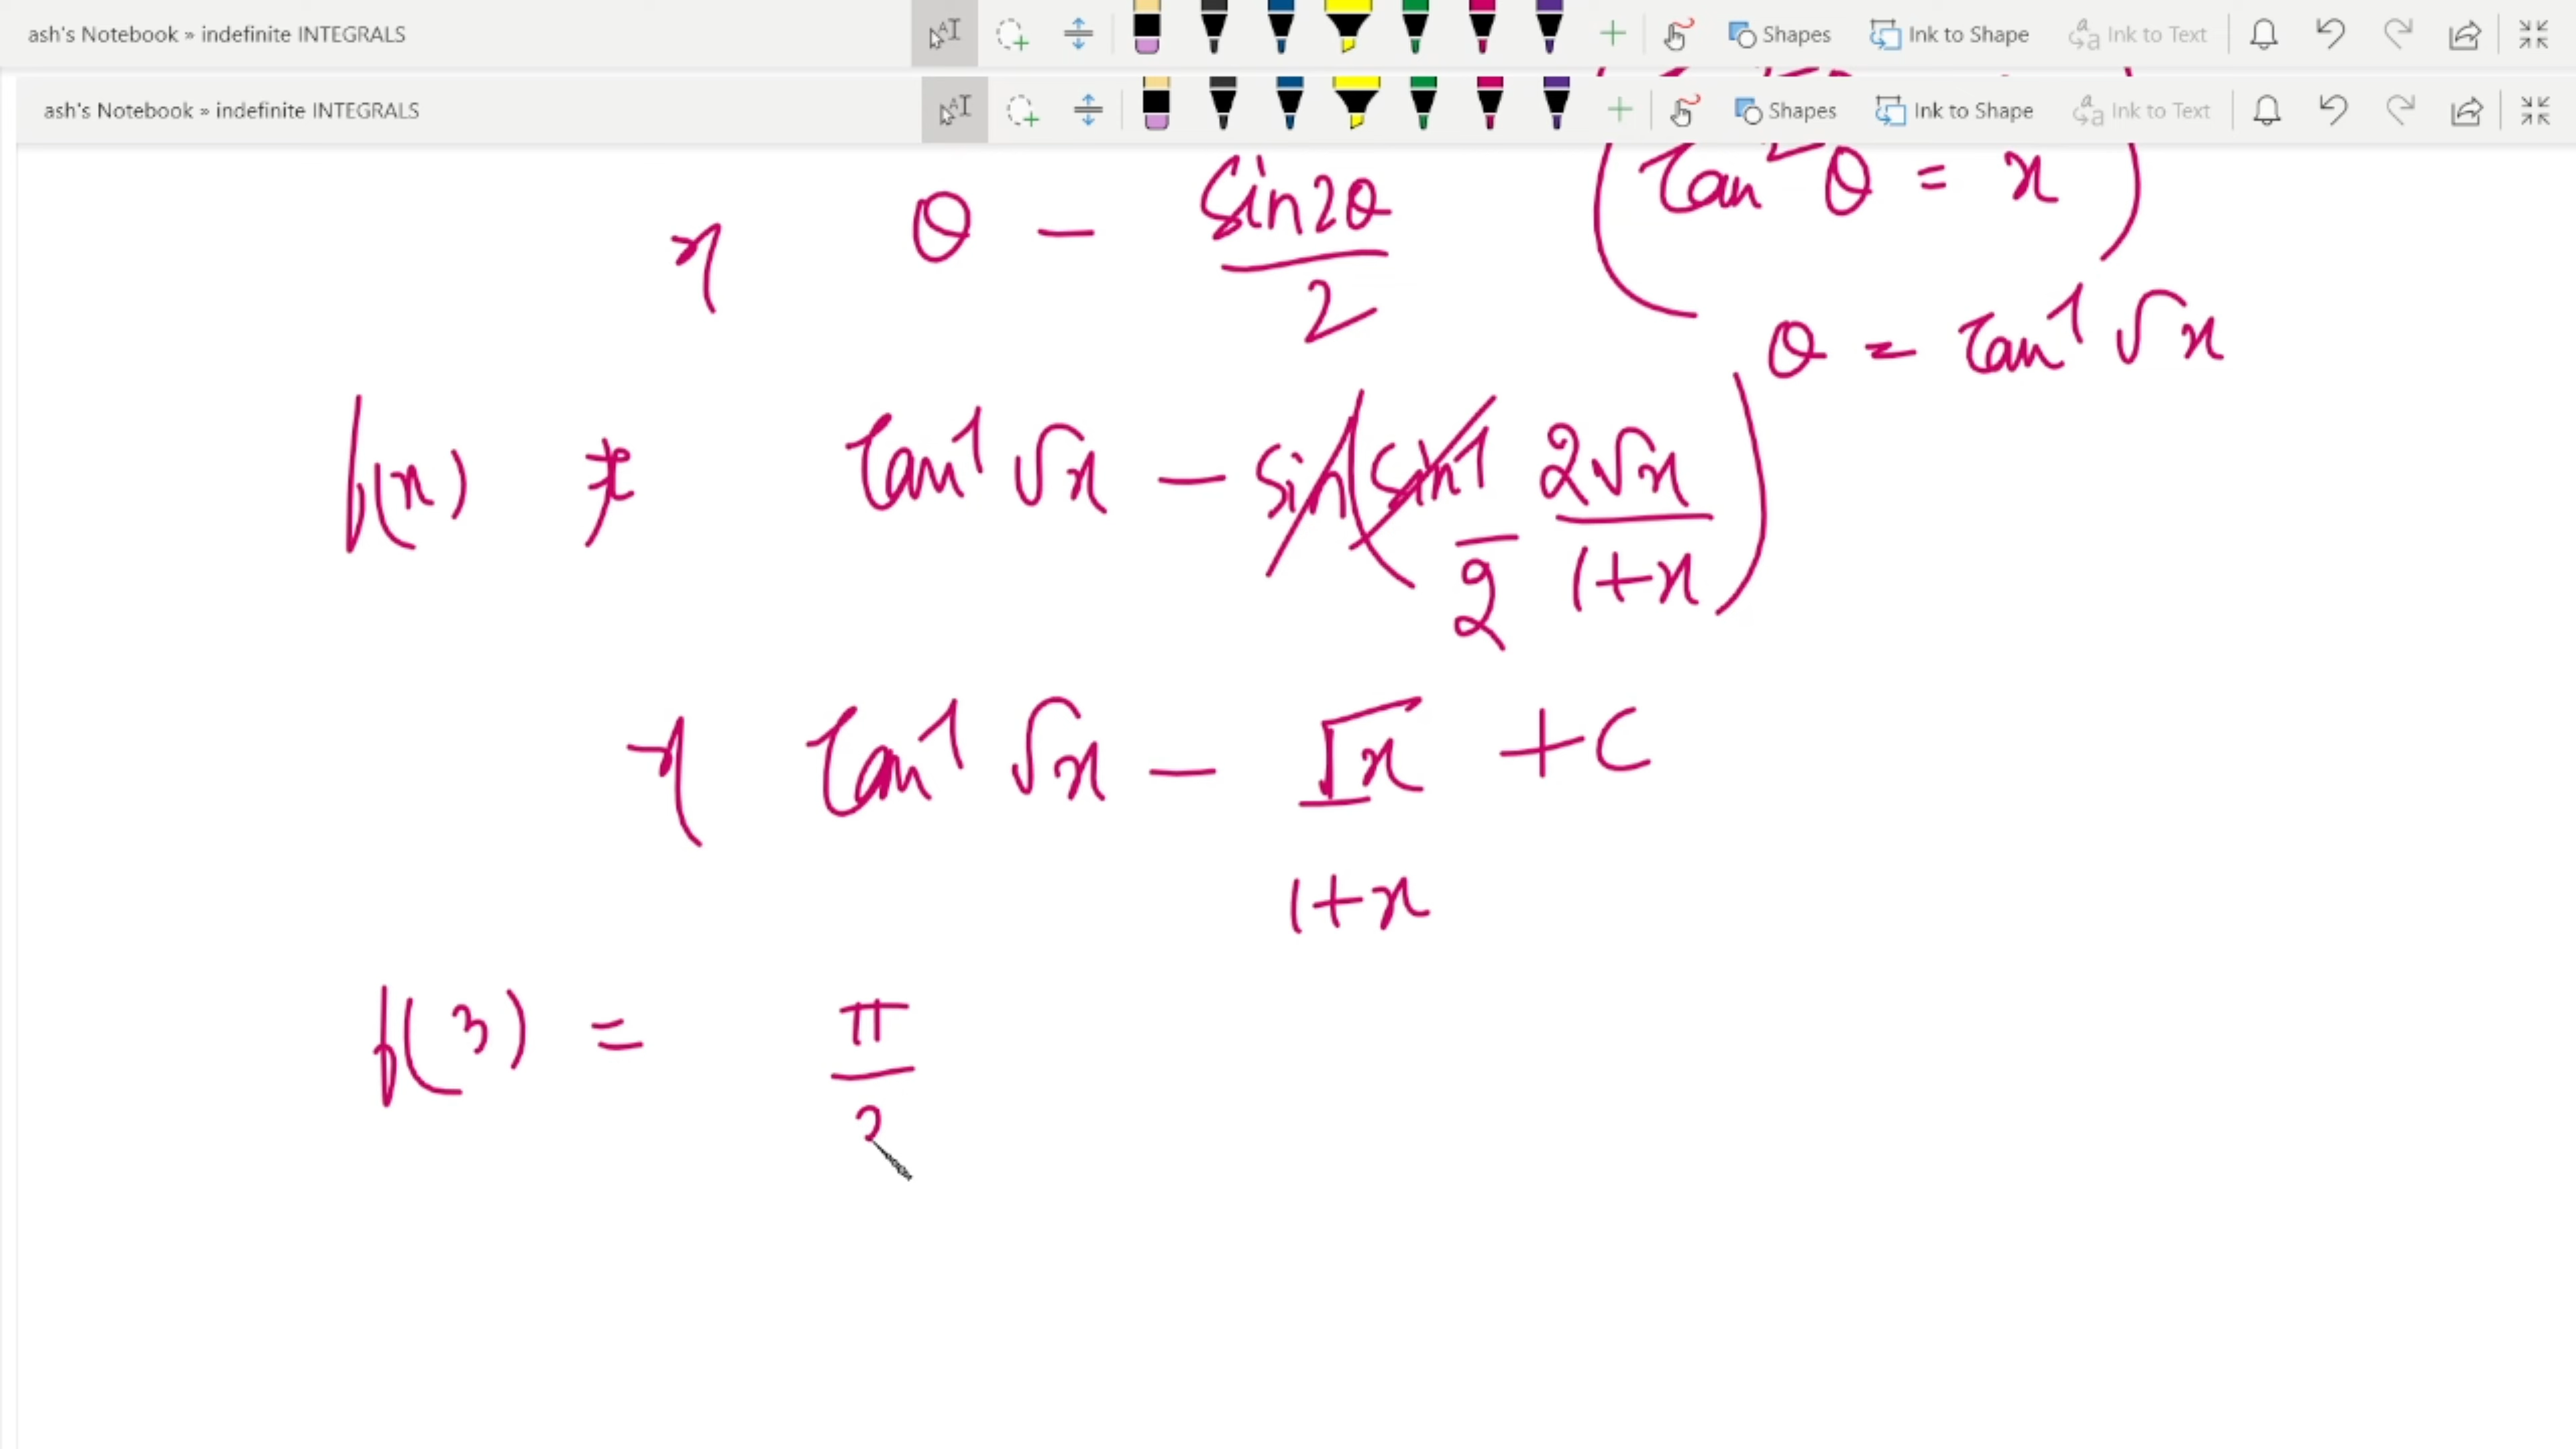 ash's Notebook » indefinite INTEGRALS Shapes Ink to Shape Ink to Text
ash's Notebook » indefinite INTEGRALS Shapes Ink to Shape Ink to Text
θ - sin2θ/2 (tan²θ = x)
θ = tan⁻¹ √x
f(x) tan⁻¹ √x - sin(sin⁻¹ 2√x/(1+x))/2
tan⁻¹ √x - √x/(1+x) + C
f(3) = π/3